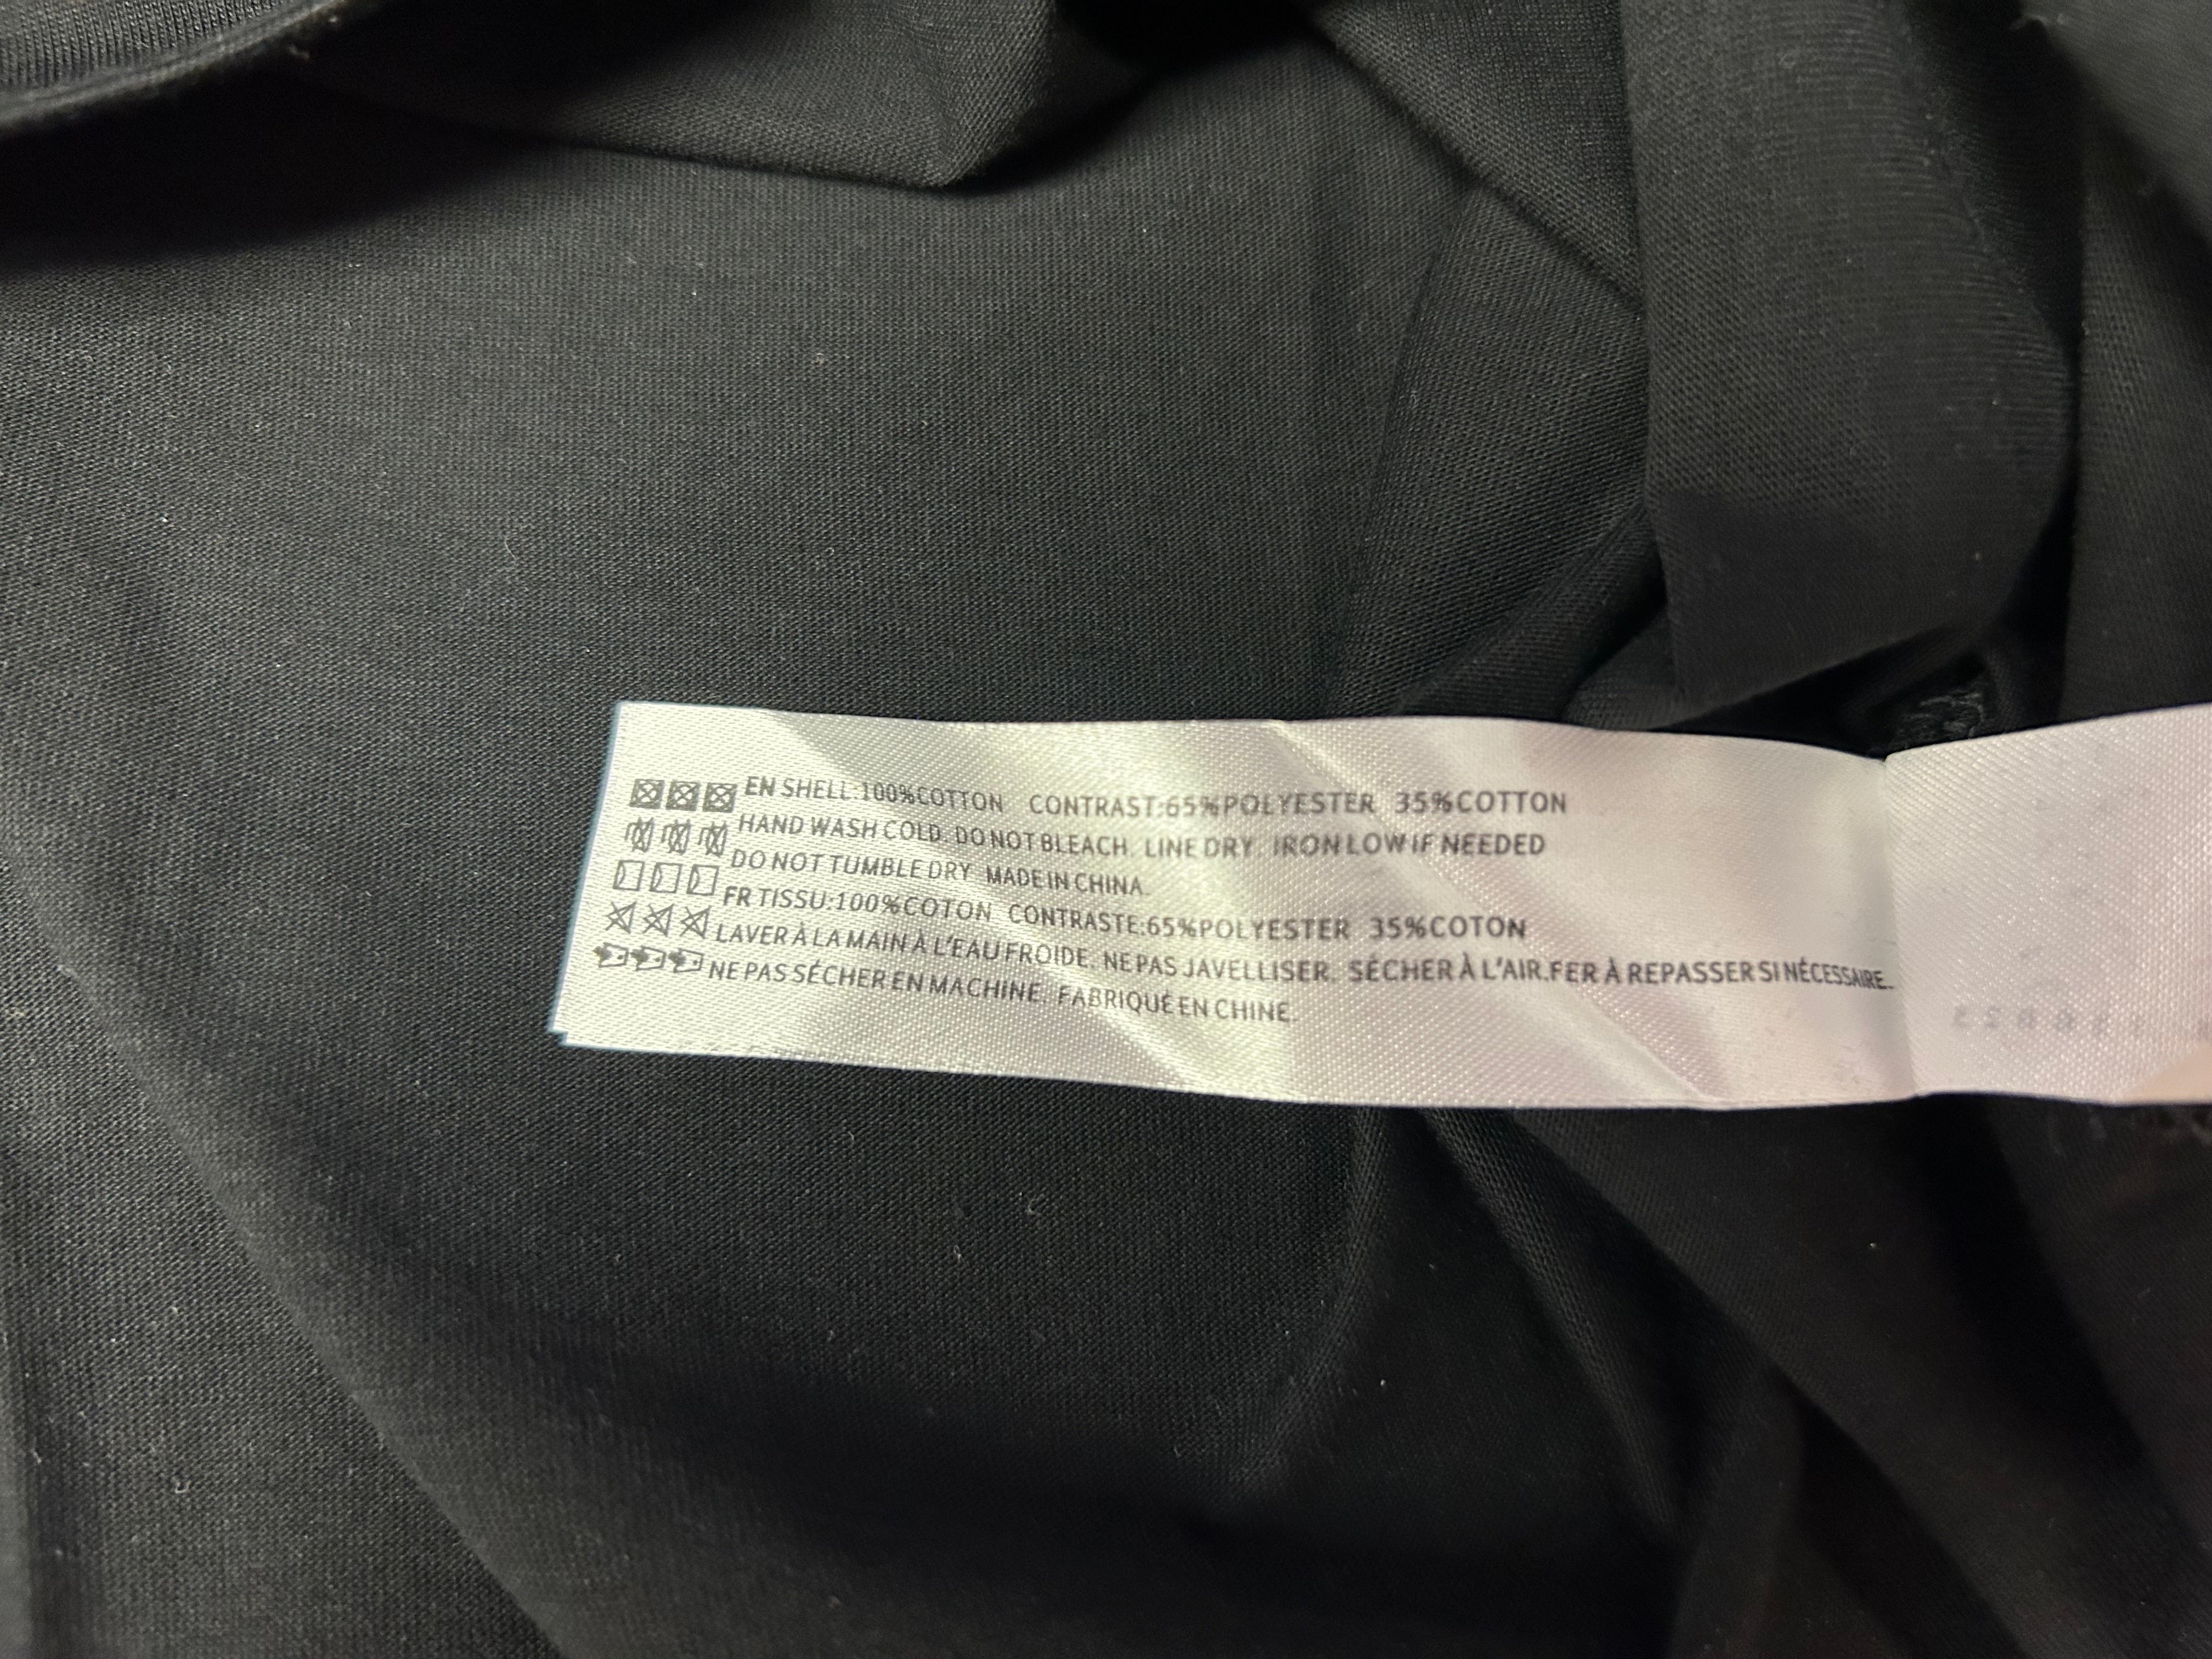 EN SHELL:100%COTTON CONTRAST:65%POLYESTER 35%COTTON
HAND WASH COLD. DO NOT BLEACH. LINE DRY. IRON LOW IF NEEDED
DO NOT TUMBLE DRY MADE IN CHINA.
FR TISSU:100%COTON CONTRASTE:65%POLYESTER 35%COTON
LAVER À LA MAIN À L'EAU FROIDE. NE PAS JAVELLISER. SÉCHER À L'AIR.FER À REPASSER SI NÉCESSAIRE.
NE PAS SÉCHER EN MACHINE. FABRIQUÉ EN CHINE.